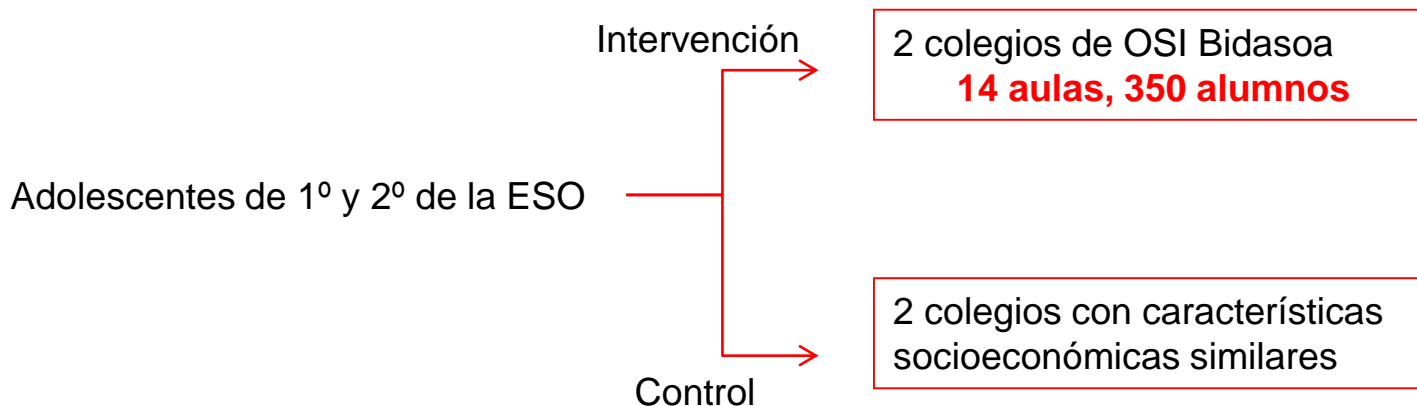 Intervención
2 colegios de OSI Bidasoa
14 aulas, 350 alumnos
Adolescentes de 1º y 2º de la ESO
2 colegios con características
socioeconómicas similares
Control